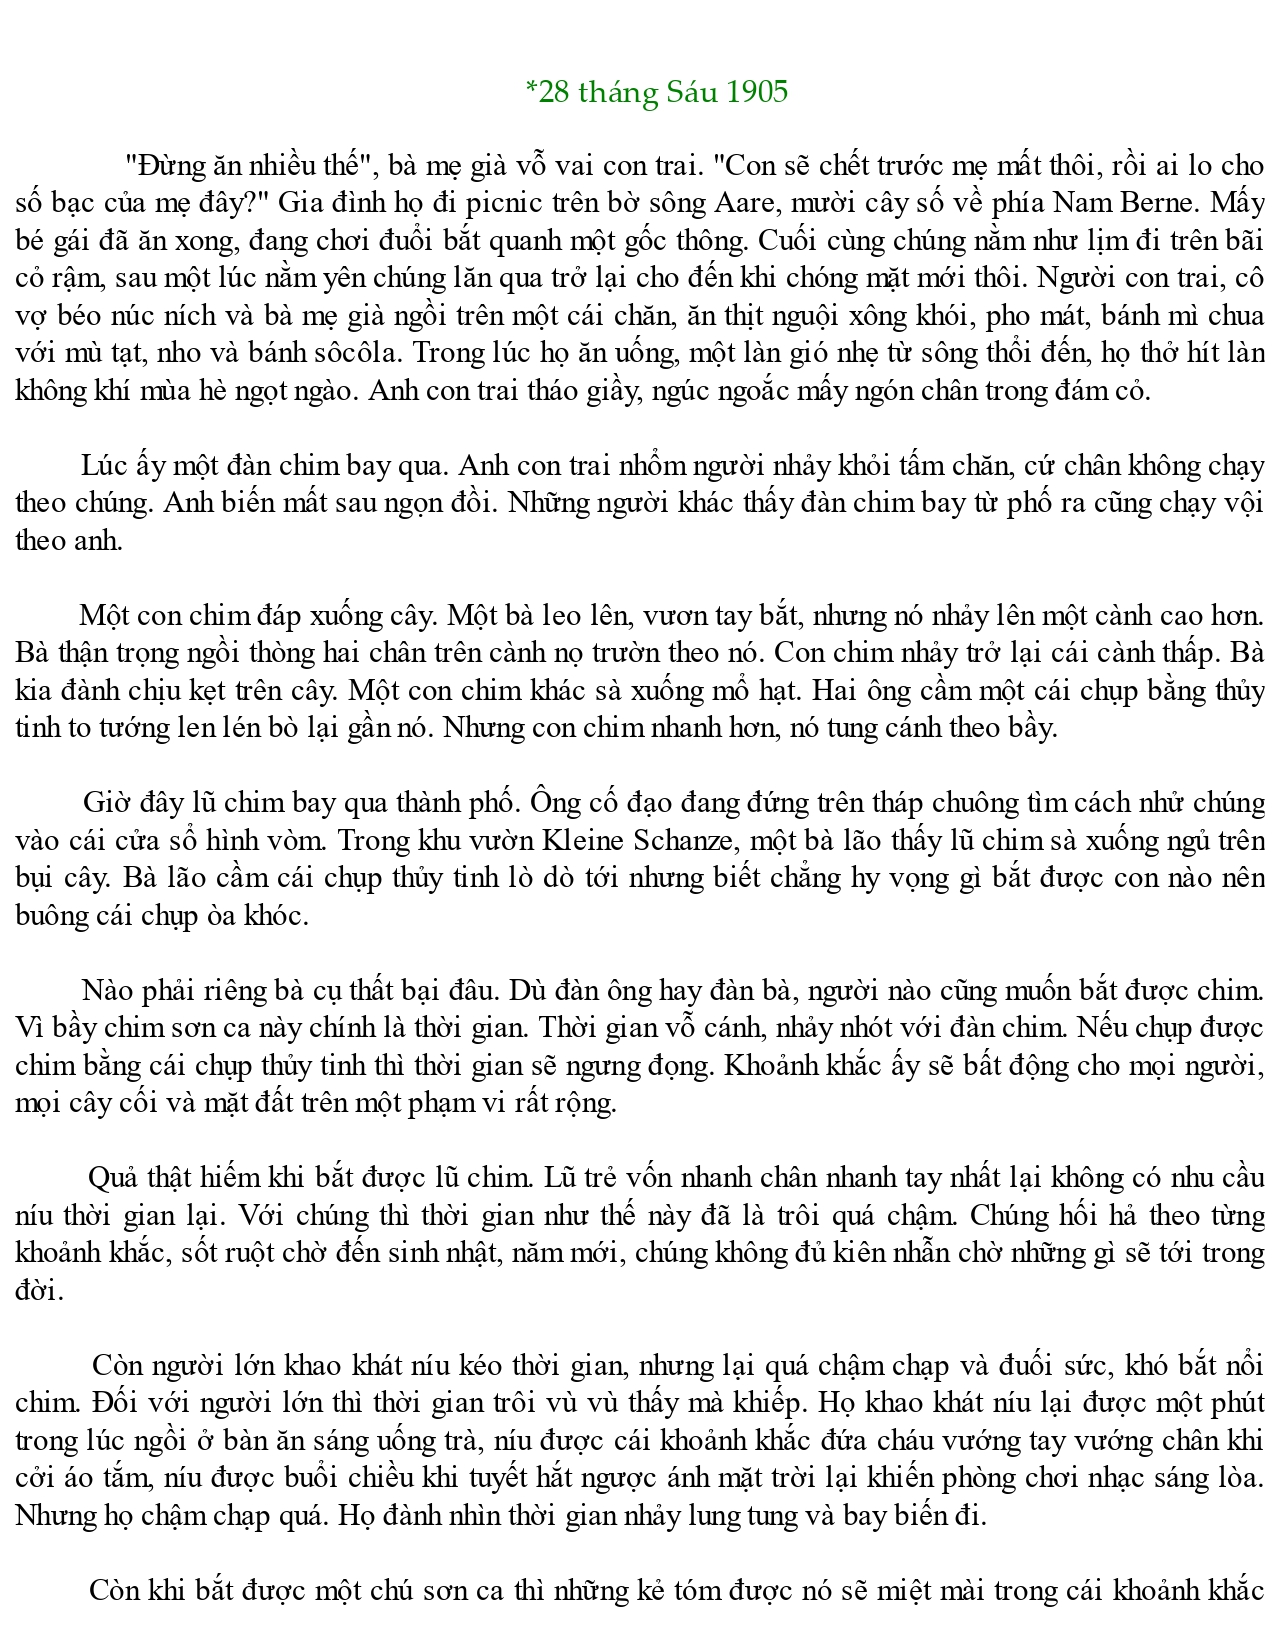 *28 tháng Sáu 1905
"Đừng ăn nhiều thế", bà mẹ già vỗ vai con trai. "Con sẽ chết trước mẹ mất thôi, rồi ai lo cho
số bạc của mẹ đây?" Gia đình họ đi picnic trên bờ sông Aare, mười cây số về phía Nam Berne. Mấy
bé gái đã ăn xong, đang chơi đuổi bắt quanh một gốc thông. Cuối cùng chúng nằm như lịm đi trên bãi
cỏ rậm, sau một lúc nằm yên chúng lăn qua trở lại cho đến khi chóng mặt mới thôi. Người con trai, cô
vợ béo núc ních và bà mẹ già ngồi trên một cái chăn, ăn thịt nguội xông khói, pho mát, bánh mì chua
với mù tạt, nho và bánh sôcôla. Trong lúc họ ăn uống, một làn gió nhẹ từ sông thổi đến, họ thở hít làn
không khí mùa hè ngọt ngào. Anh con trai tháo giầy, ngúc ngoắc mấy ngón chân trong đám cỏ.
Lúc ấy một đàn chim bay qua. Anh con trai nhổm người nhảy khỏi tấm chăn, cứ chân không chạy
theo chúng. Anh biến mất sau ngọn đồi. Những người khác thấy đàn chim bay từ phố ra cũng chạy vội
theo anh.
Một con chim đáp xuống cây. Một bà leo lên, vươn tay bắt, nhưng nó nhảy lên một cành cao hơn.
Bà thận trọng ngồi thòng hai chân trên cành nọ trườn theo nó. Con chim nhảy trở lại cái cành thấp. Bà
kia đành chịu kẹt trên cây. Một con chim khác sà xuống mổ hạt. Hai ông cầm một cái chụp bằng thủy
tinh to tướng len lén bò lại gần nó. Nhưng con chim nhanh hơn, nó tung cánh theo bầy.
Giờ đây lũ chim bay qua thành phố. Ông cố đạo đang đứng trên tháp chuông tìm cách nhử chúng
vào cái cửa sổ hình vòm. Trong khu vườn Kleine Schanze, một bà lão thấy lũ chim sà xuống ngủ trên
bụi cây. Bà lão cầm cái chụp thủy tinh lò dò tới nhưng biết chẳng hy vọng gì bắt được con nào nên
buông cái chụp òa khóc.
Nào phải riêng bà cụ thất bại đâu. Dù đàn ông hay đàn bà, người nào cũng muốn bắt được chim.
Vì bầy chim sơn ca này chính là thời gian. Thời gian vỗ cánh, nhảy nhót với đàn chim. Nếu chụp được
chim bằng cái chụp thủy tinh thì thời gian sẽ ngưng đọng. Khoảnh khắc ấy sẽ bất động cho mọi người,
mọi cây cối và mặt đất trên một phạm vi rất rộng.
Quả thật hiếm khi bắt được lũ chim. Lũ trẻ vốn nhanh chân nhanh tay nhất lại không có nhu cầu
níu thời gian lại. Với chúng thì thời gian như thế này đã là trôi quá chậm. Chúng hối hả theo từng
khoảnh khắc, sốt ruột chờ đến sinh nhật, năm mới, chúng không đủ kiên nhẫn chờ những gì sẽ tới trong
đời.
Còn người lớn khao khát níu kéo thời gian, nhưng lại quá chậm chạp và đuối sức, khó bắt nổi
chim. Đối với người lớn thì thời gian trôi vù vù thấy mà khiếp. Họ khao khát níu lại được một phút
trong lúc ngồi ở bàn ăn sáng uống trà, níu được cái khoảnh khắc đứa cháu vướng tay vướng chân khi
cởi áo tắm, níu được buổi chiều khi tuyết hắt ngược ánh mặt trời lại khiến phòng chơi nhạc sáng lòa.
Nhưng họ chậm chạp quá. Họ đành nhìn thời gian nhảy lung tung và bay biến đi.
Còn khi bắt được một chú sơn ca thì những kẻ tóm được nó sẽ miệt mài trong cái khoảnh khắc